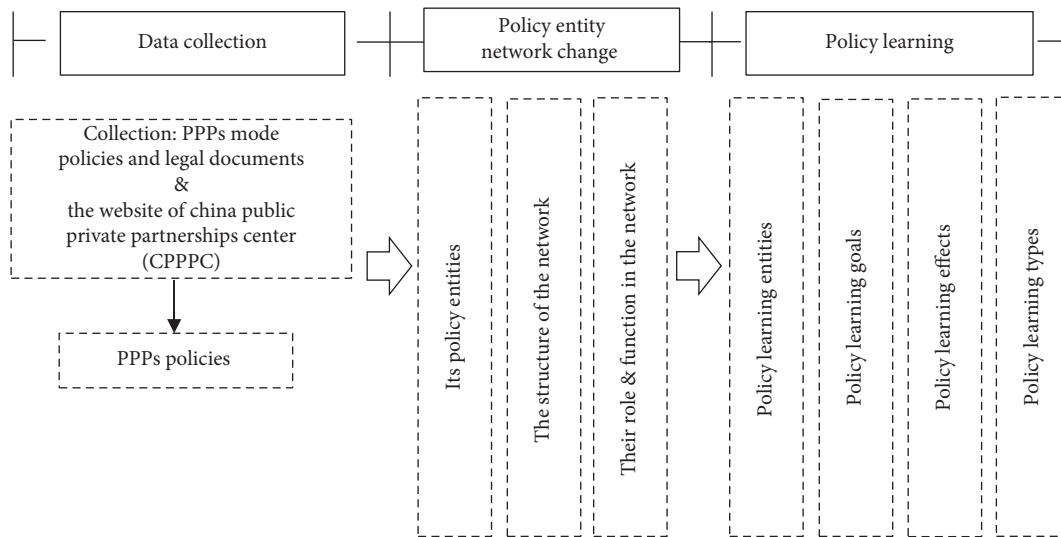 Data collection
Policy entity
network change
Policy learning
Collection: PPPs mode
policies and legal documents
&
the website of china public
private partnerships center
(CPPPC)
PPPs policies
Its policy entities
The structure of the network
Their role & function in the network
Policy learning entities
Policy learning goals
Policy learning effects
Policy learning types